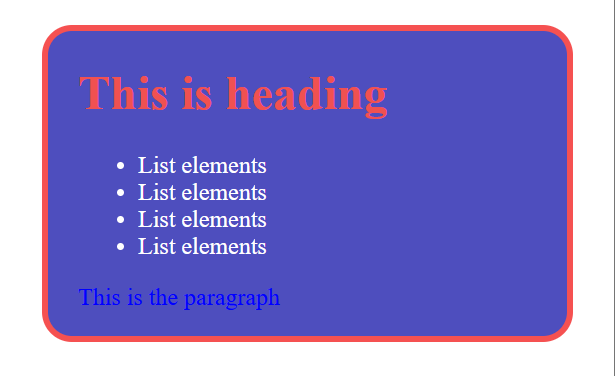 This is heading
List elements
List elements
List elements
List elements
This is the paragraph